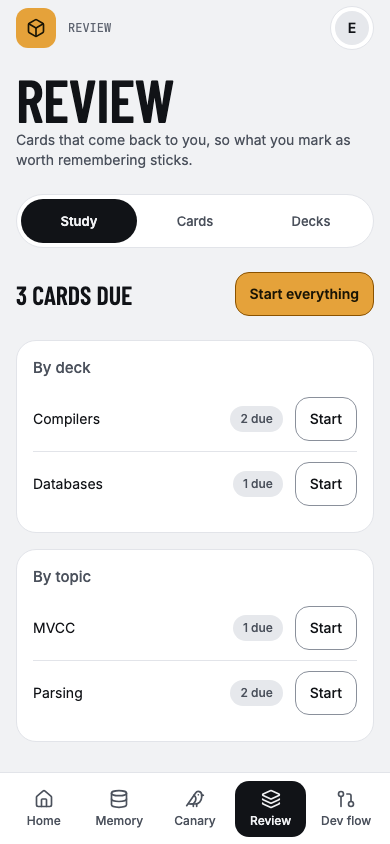 REVIEW
E
REVIEW
Cards that come back to you, so what you mark as
worth remembering sticks.
Study
Cards
Decks
3 CARDS DUE
Start everything
By deck
Compilers
2 due
Start
Databases
1 due
Start
By topic
MVCC
1 due
Start
Parsing
2 due
Start
Home
Memory
Canary
Review
Dev flow